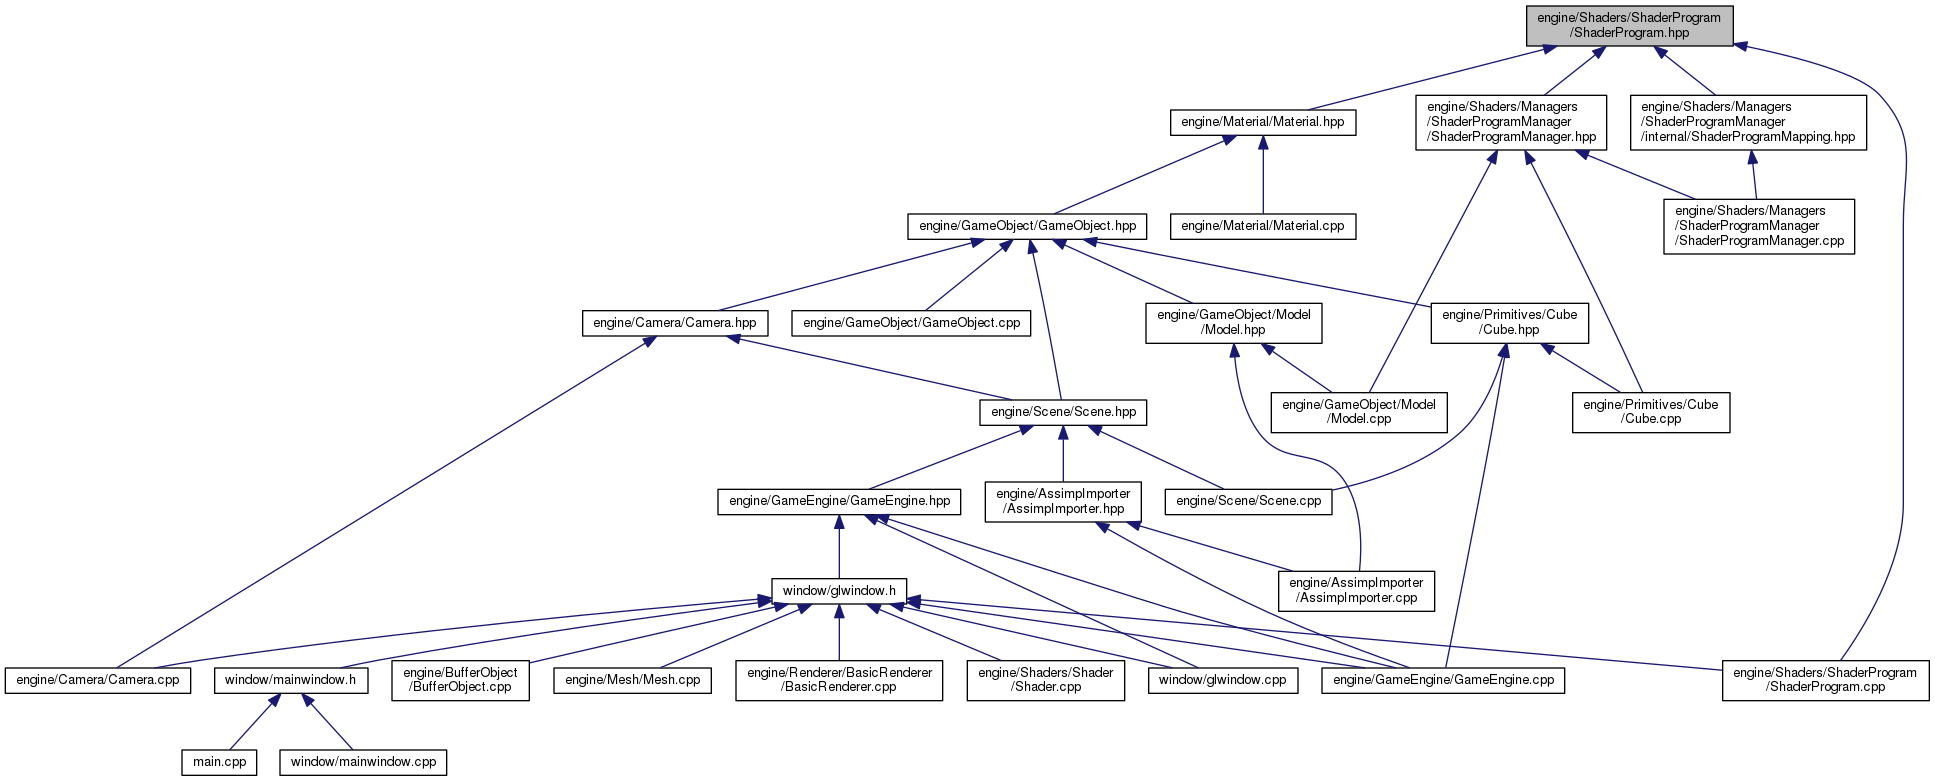 engine/Shaders/ShaderProgram
/ShaderProgram.hpp
engine/Material/Material.hpp
engine/Shaders/Managers
/ShaderProgramManager
/ShaderProgramManager.hpp
engine/Shaders/Managers
/ShaderProgramManager
/internal/ShaderProgramMapping.hpp
engine/GameObject/GameObject.hpp
engine/Material/Material.cpp
engine/Shaders/Managers
/ShaderProgramManager
/ShaderProgramManager.cpp
engine/Camera/Camera.hpp
engine/GameObject/GameObject.cpp
engine/GameObject/Model
/Model.hpp
engine/Primitives/Cube
/Cube.hpp
engine/Scene/Scene.hpp
engine/GameObject/Model
/Model.cpp
engine/Primitives/Cube
/Cube.cpp
engine/GameEngine/GameEngine.hpp
engine/AssimpImporter
/AssimpImporter.hpp
engine/Scene/Scene.cpp
window/glwindow.h
engine/AssimpImporter
/AssimpImporter.cpp
engine/Camera/Camera.cpp
window/mainwindow.h
engine/BufferObject
/BufferObject.cpp
engine/Mesh/Mesh.cpp
engine/Renderer/BasicRenderer
/BasicRenderer.cpp
engine/Shaders/Shader
/Shader.cpp
window/glwindow.cpp
engine/GameEngine/GameEngine.cpp
engine/Shaders/ShaderProgram
/ShaderProgram.cpp
main.cpp
window/mainwindow.cpp